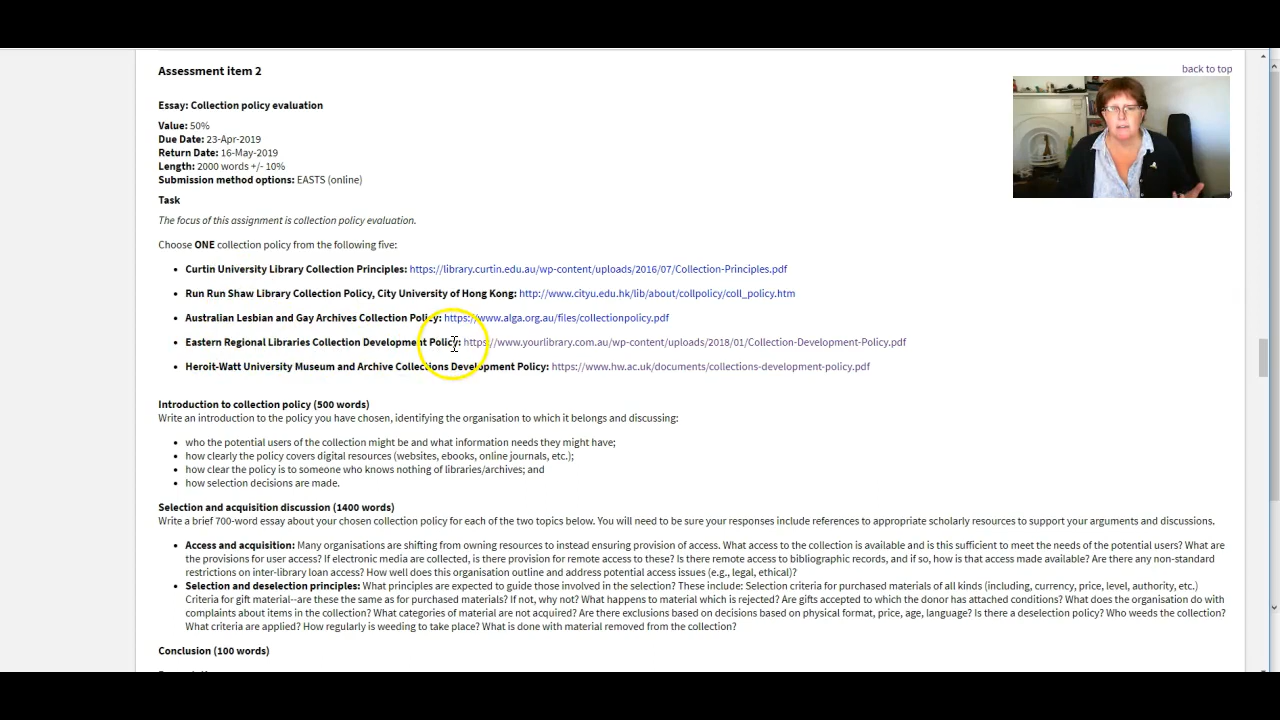 Assessment item 2
back to top
Essay: Collection policy evaluation
Value: 50%
Due Date: 23-Apr-2019
Return Date: 16-May-2019
Length: 2000 words +/- 10%
Submission method options: EASTS (online)
Task
The focus of this assignment is collection policy evaluation.
Choose ONE collection policy from the following five:
• Curtin University Library Collection Principles: https://library.curtin.edu.au/wp-content/uploads/2016/07/Collection-Principles.pdf
• Run Run Shaw Library Collection Policy, City University of Hong Kong: http://www.cityu.edu.hk/lib/about/collpolicy/coll_policy.htm
• Australian Lesbian and Gay Archives Collection Policy: https://www.alga.org.au/files/collectionpolicy.pdf
• Eastern Regional Libraries Collection Development Policy: https://www.yourlibrary.com.au/wp-content/uploads/2018/01/Collection-Development-Policy.pdf
• Heroit-Watt University Museum and Archive Collections Development Policy: https://www.hw.ac.uk/documents/collections-development-policy.pdf
Introduction to collection policy (500 words)
Write an introduction to the policy you have chosen, identifying the organisation to which it belongs and discussing:
• who the potential users of the collection might be and what information needs they might have;
• how clearly the policy covers digital resources (websites, ebooks, online journals, etc.);
• how clear the policy is to someone who knows nothing of libraries/archives; and
• how selection decisions are made.
Selection and acquisition discussion (1400 words)
Write a brief 700-word essay about your chosen collection policy for each of the two topics below. You will need to be sure your responses include references to appropriate scholarly resources to support your arguments and discussions.
• Access and acquisition: Many organisations are shifting from owning resources to instead ensuring provision of access. What access to the collection is available and is this sufficient to meet the needs of the potential users? What are
the provisions for user access? If electronic media are collected, is there provision for remote access to these? Is there remote access to bibliographic records, and if so, how is that access made available? Are there any non-standard
restrictions on inter-library loan access? How well does this organisation outline and address potential access issues (e.g., legal, ethical)?
• Selection and deselection principles: What principles are expected to guide those involved in the selection? These include: Selection criteria for purchased materials of all kinds (including, currency, price, level, authority, etc.)
Criteria for gift material--are these the same as for purchased materials? If not, why not? What happens to material which is rejected? Are gifts accepted to which the donor has attached conditions? What does the organisation do with
complaints about items in the collection? What categories of material are not acquired? Are there exclusions based on decisions based on physical format, price, age, language? Is there a deselection policy? Who weeds the collection?
What criteria are applied? How regularly is weeding to take place? What is done with material removed from the collection?
Conclusion (100 words)